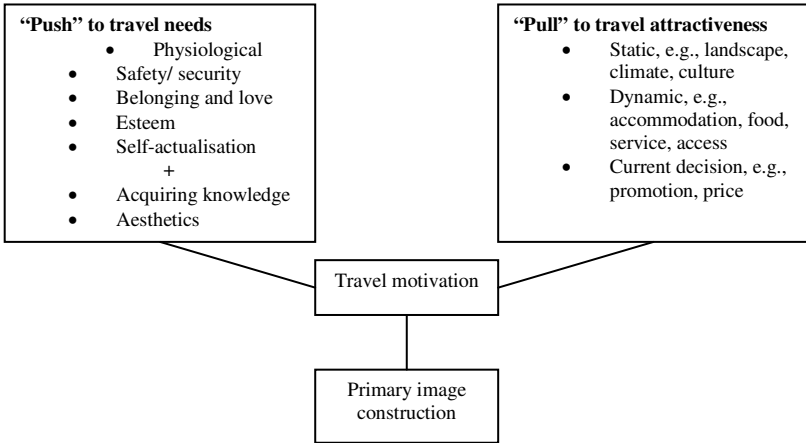 “Push” to travel needs
• Physiological
• Safety/ security
• Belonging and love
• Esteem
• Self-actualisation
+
• Acquiring knowledge
• Aesthetics
“Pull” to travel attractiveness
• Static, e.g., landscape,
climate, culture
• Dynamic, e.g.,
accommodation, food,
service, access
• Current decision, e.g.,
promotion, price
Travel motivation
Primary image
construction